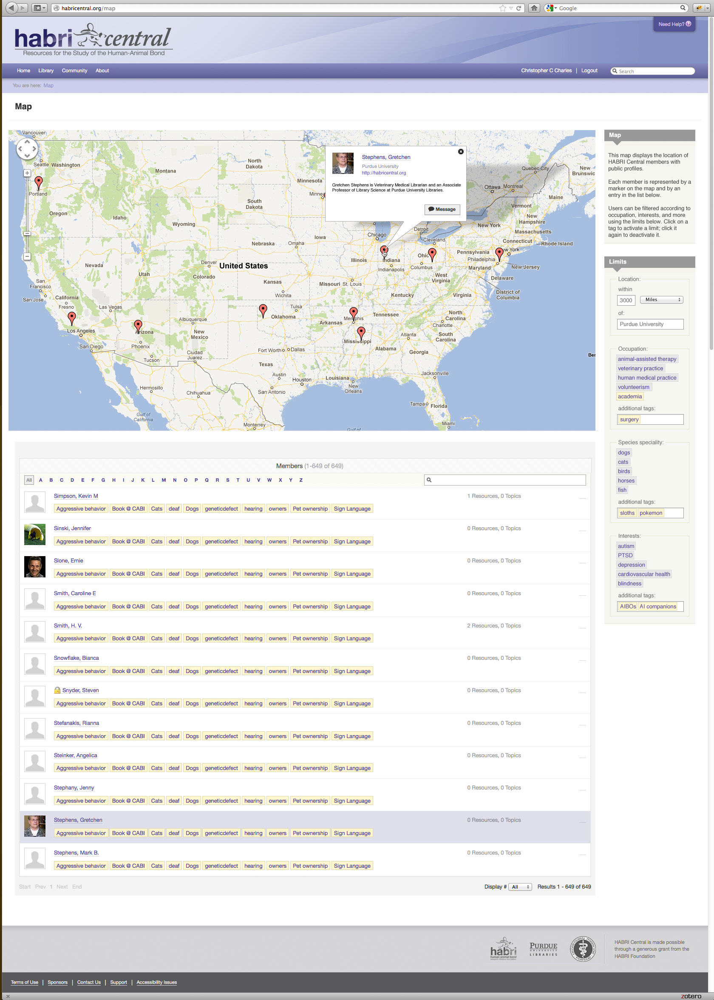 habricentral.org/map
Google
Need Help?
habri central
Resources for the Study of the Human-Animal Bond
Home Library Community About
Christopher C Charles | Logout
Search
You are here: Map
Map
Vancouver
Seattle Washington
Portland
Oregon
Idaho
Montana
North Dakota
South Dakota
Minnesota
Wyoming
Nebraska
Omaha
Iowa
Nevada
Utah
Denver
Colorado
United States
Kansas
Wichita
San Francisco
San Jose
California
Fresno
Las Vegas
Los Angeles
San Diego
Arizona
Phoenix
Tucson
Albuquerque
New Mexico
Ciudad Juarez
Tulsa
Oklahoma
Fort Worth
Dallas
Texas
Austin
Houston
San Antonio
Hermosillo
Chihuahua
Gulf of California
Monterrey
Missouri St. Louis
Illinois
Chicago
Indiana
Indianapolis
Detroit
Cleveland
Columbus
Kentucky
Memphis
Arkansas
Tennessee
Mississippi
Alabama
Atlanta
Georgia
Louisiana
New Orleans
Jacksonville
Tampa
Florida
Miami
Gulf of
West Virginia
Virginia
North Carolina
Charlotte
South Carolina
Pennsylvania
Philadelphia
Maryland
New Jersey
Delaware
District of Columbia
New York
Connecticut
Rhode Island
Massachusetts
New Hampshire
Vermont
Maine
Ottawa Montreal
Quebec City
New Brunswic
Ber
Stephens, Gretchen
Purdue University
http://habricentral.org
Gretchen Stephens is Veterinary Medical Librarian and an Associate
Professor of Library Science at Purdue University Libraries.
Message
Map
This map displays the location of
HABRI Central members with
public profiles.
Each member is represented by a
marker on the map and by an
entry in the list below.
Users can be filtered according to
occupation, interests, and more
using the limits below. Click on a
tag to activate a limit; click it
again to deactivate it.
Limits
Location:
within
3000 Miles
of:
Purdue University
Occupation:
animal-assisted therapy
veterinary practice
human medical practice
volunteerism
academia
additional tags:
surgery
Species speciality:
dogs
cats
birds
horses
fish
additional tags:
sloths pokemon
Interests:
autism
PTSD
depression
cardiovascular health
blindness
additional tags:
AIBOs AI companions
Members (1-649 of 649)
All A B C D E F G H I J K L M N O P Q R S T U V W X Y Z
Simpson, Kevin M 1 Resources, 0 Topics
Aggressive behavior Book @ CABI Cats deaf Dogs geneticdefect hearing owners Pet ownership Sign Language
Sinski, Jennifer 0 Resources, 0 Topics
Aggressive behavior Book @ CABI Cats deaf Dogs geneticdefect hearing owners Pet ownership Sign Language
Slone, Ernie 0 Resources, 0 Topics
Aggressive behavior Book @ CABI Cats deaf Dogs geneticdefect hearing owners Pet ownership Sign Language
Smith, Caroline E 0 Resources, 0 Topics
Aggressive behavior Book @ CABI Cats deaf Dogs geneticdefect hearing owners Pet ownership Sign Language
Smith, H. V. 2 Resources, 0 Topics
Aggressive behavior Book @ CABI Cats deaf Dogs geneticdefect hearing owners Pet ownership Sign Language
Snowflake, Bianca 0 Resources, 0 Topics
Aggressive behavior Book @ CABI Cats deaf Dogs geneticdefect hearing owners Pet ownership Sign Language
Snyder, Steven 0 Resources, 0 Topics
Aggressive behavior Book @ CABI Cats deaf Dogs geneticdefect hearing owners Pet ownership Sign Language
Stefanakis, Rianna 0 Resources, 0 Topics
Aggressive behavior Book @ CABI Cats deaf Dogs geneticdefect hearing owners Pet ownership Sign Language
Steinker, Angelica 0 Resources, 0 Topics
Aggressive behavior Book @ CABI Cats deaf Dogs geneticdefect hearing owners Pet ownership Sign Language
Stephany, Jenny 0 Resources, 0 Topics
Aggressive behavior Book @ CABI Cats deaf Dogs geneticdefect hearing owners Pet ownership Sign Language
Stephens, Gretchen 0 Resources, 0 Topics
Aggressive behavior Book @ CABI Cats deaf Dogs geneticdefect hearing owners Pet ownership Sign Language
Stephens, Mark B. 0 Resources, 0 Topics
Aggressive behavior Book @ CABI Cats deaf Dogs geneticdefect hearing owners Pet ownership Sign Language
Start Prev 1 Next End
Display # All Results 1 - 649 of 649
habri
human animal bond
PURDUE
UNIVERSITY
LIBRARIES
HABRI Central is made possible
through a generous grant from the
HABRI Foundation
Terms of Use | Sponsors | Contact Us | Support | Accessibility Issues
zotero